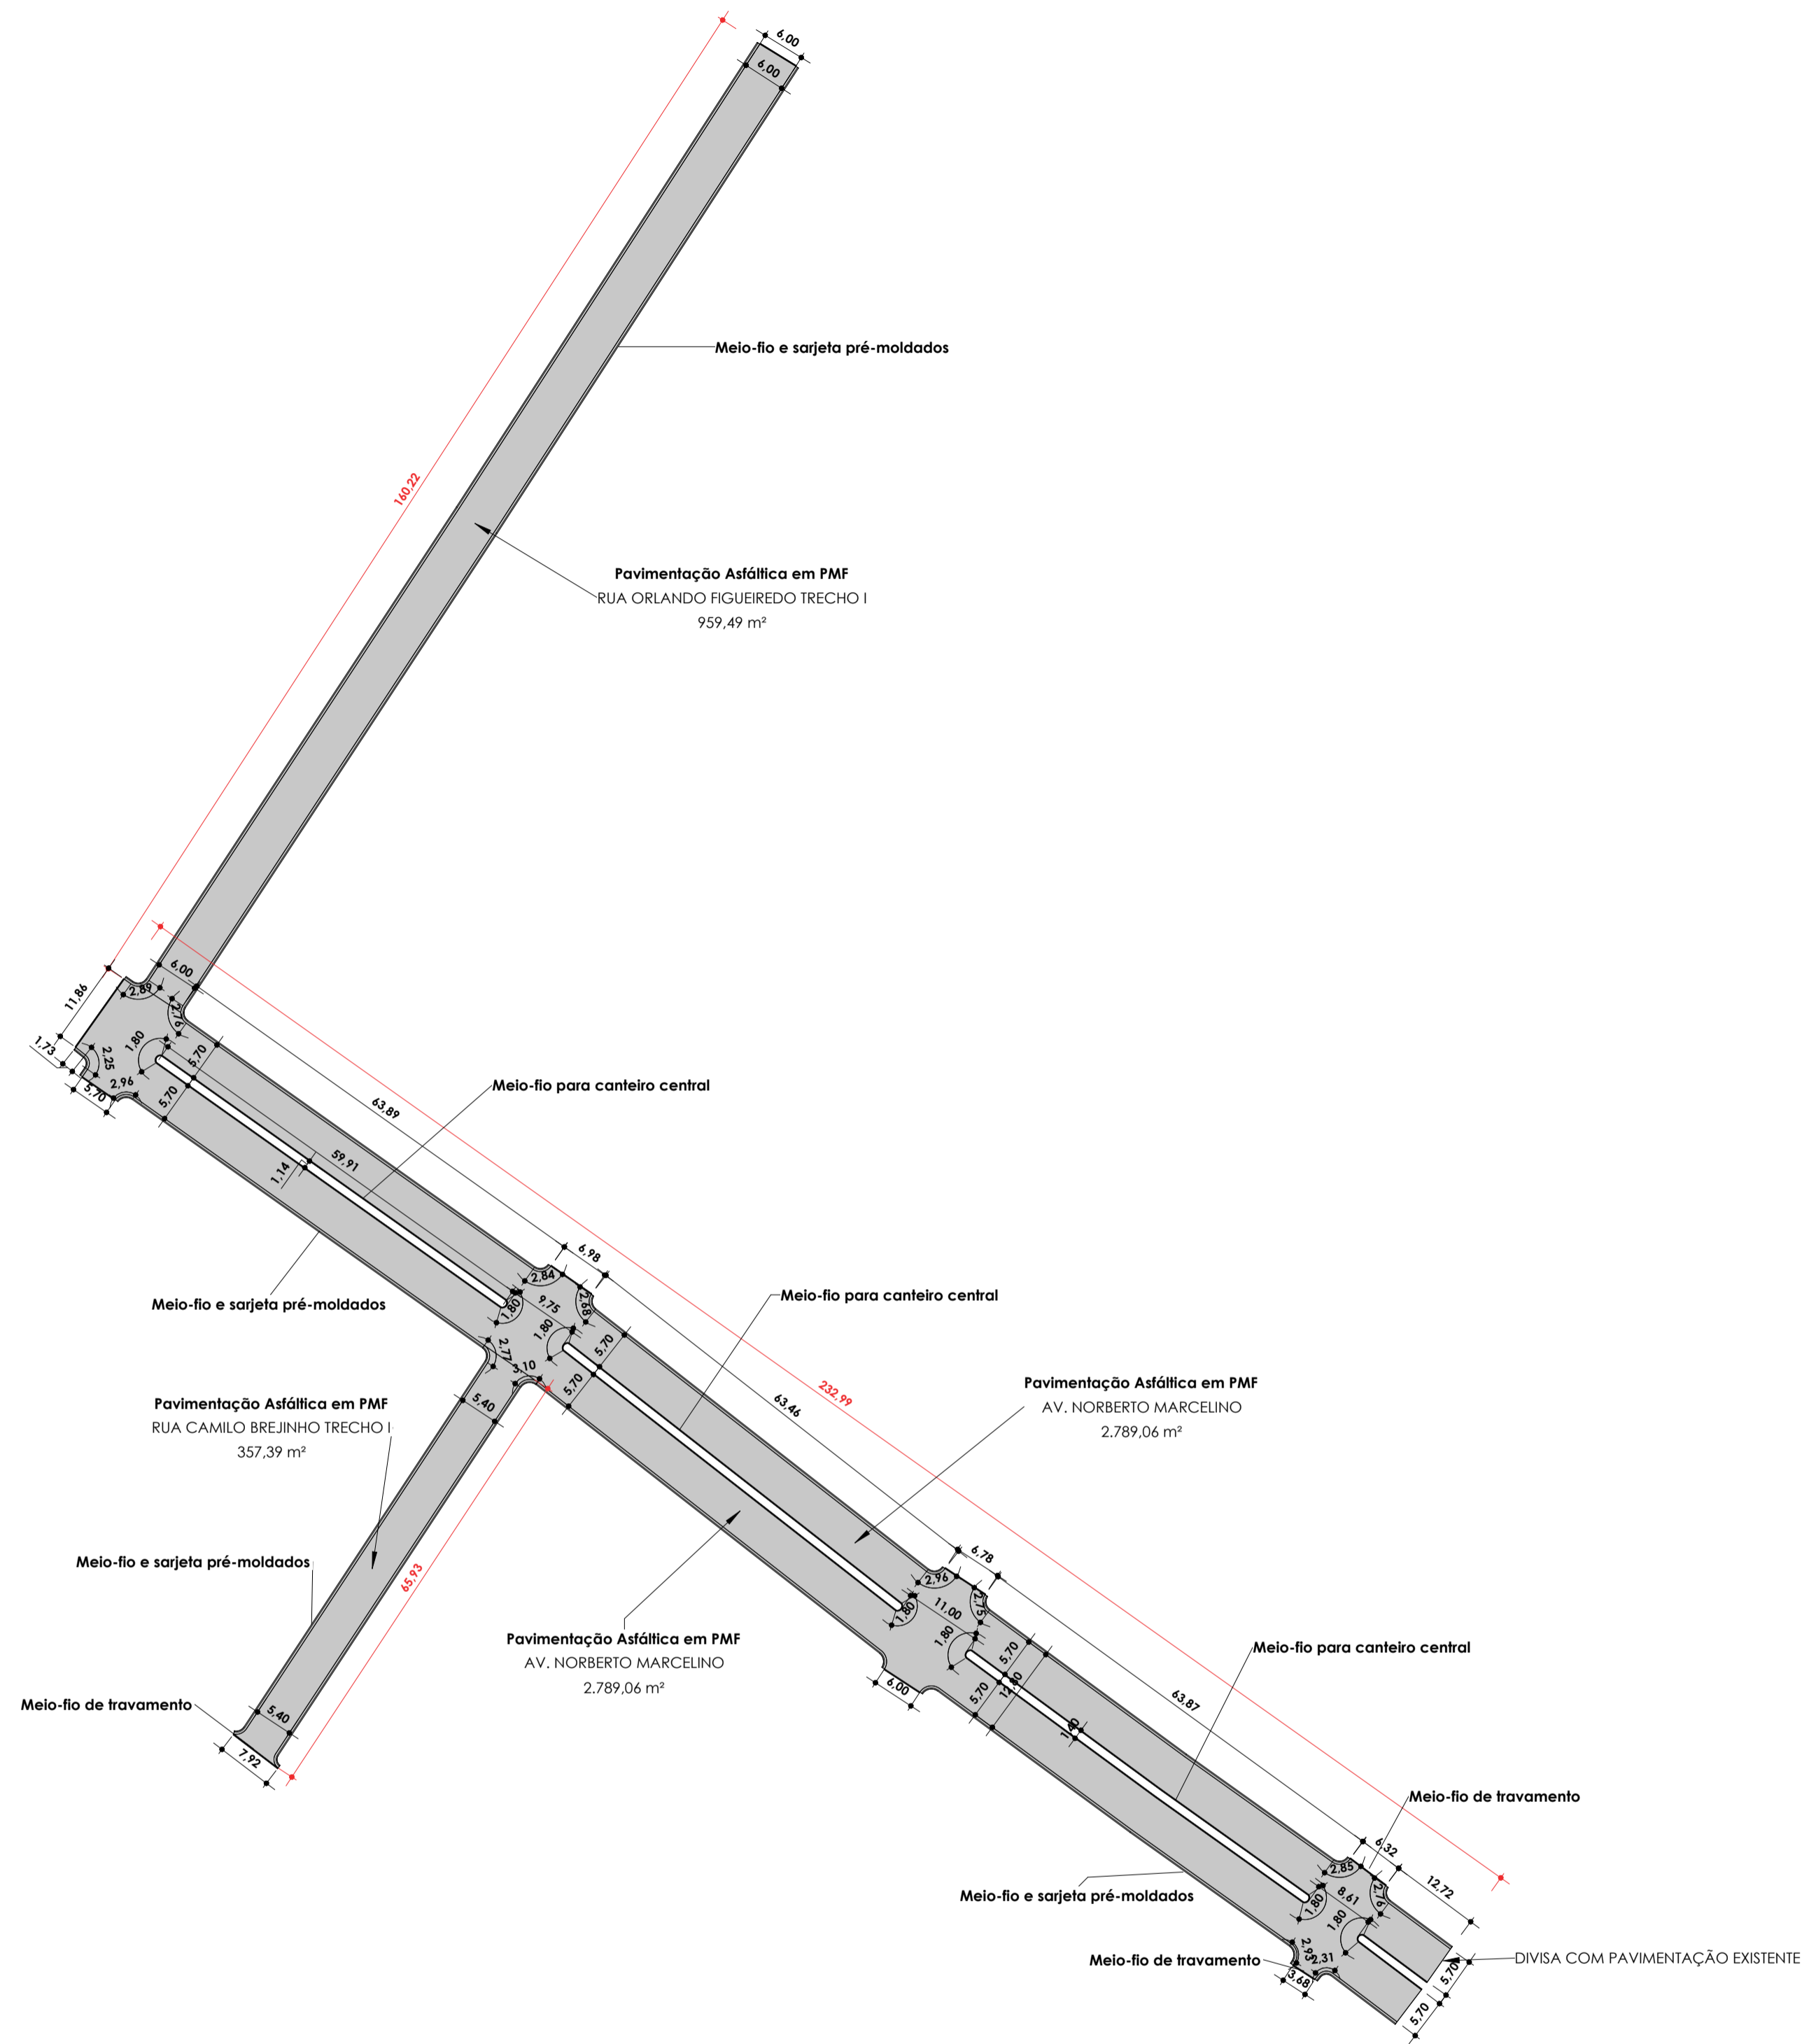 6,00
6,00
Meio-fio e sarjeta pré-moldados
160,22
Pavimentação Asfáltica em PMF
RUA ORLANDO FIGUEIREDO TRECHO I
959,49 m²
6,00
11,86
2,89
2,76
1,80
1,73
2,25
5,70
2,96
5,70
5,70
Meio-fio para canteiro central
63,89
59,91
1,14
6,98
2,84
2,68
9,75
1,80
1,80
5,70
Meio-fio para canteiro central
Meio-fio e sarjeta pré-moldados
2,77
3,10
5,70
5,40
63,46
232,99
Pavimentação Asfáltica em PMF
AV. NORBERTO MARCELINO
2.789,06 m²
Pavimentação Asfáltica em PMF
RUA CAMILO BREJINHO TRECHO I
357,39 m²
6,78
2,96
2,75
11,00
1,80
1,80
Meio-fio e sarjeta pré-moldados
65,93
Pavimentação Asfáltica em PMF
AV. NORBERTO MARCELINO
2.789,06 m²
5,70
5,70
6,00
Meio-fio para canteiro central
63,87
Meio-fio de travamento
5,40
7,92
Meio-fio de travamento
6,32
12,72
2,85
2,76
8,61
1,80
1,80
Meio-fio e sarjeta pré-moldados
2,93
2,31
Meio-fio de travamento
3,68
DIVISA COM PAVIMENTAÇÃO EXISTENTE
5,70
5,70